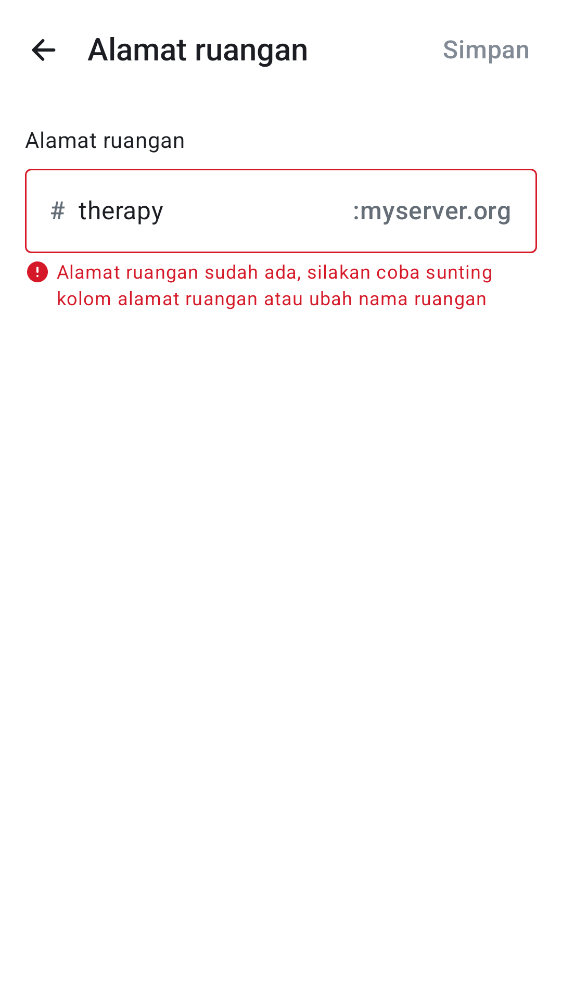 Alamat ruangan
Simpan
Alamat ruangan
# therapy :myserver.org
Alamat ruangan sudah ada, silakan coba sunting
kolom alamat ruangan atau ubah nama ruangan